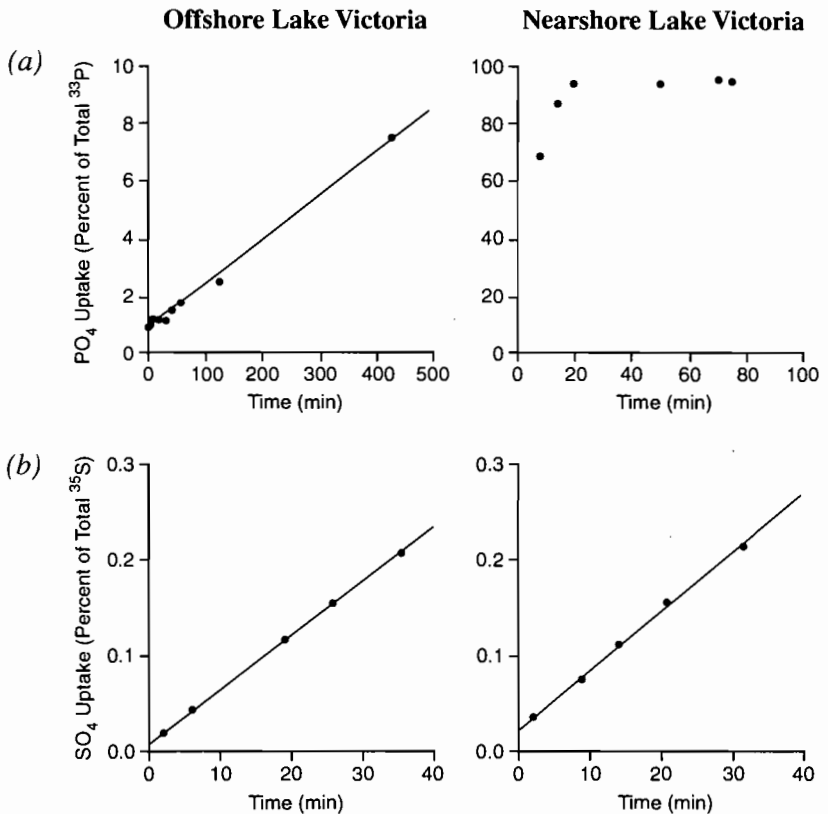 Offshore Lake Victoria
Nearshore Lake Victoria
(a)
PO4 Uptake (Percent of Total 33P)
10
8
6
4
2
0
0 100 200 300 400 500
Time (min)
100
80
60
40
20
0
0 20 40 60 80 100
Time (min)
(b)
SO4 Uptake (Percent of Total 35S)
0.3
0.2
0.1
0.0
0 10 20 30 40
Time (min)
0.3
0.2
0.1
0.0
0 10 20 30 40
Time (min)